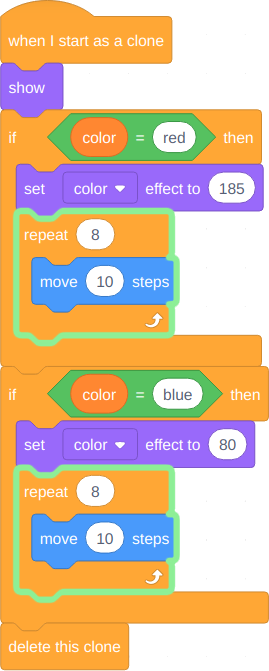 when I start as a clone
show
if color = red then
set color effect to 185
repeat 8
move 10 steps
if color = blue then
set color effect to 80
repeat 8
move 10 steps
delete this clone